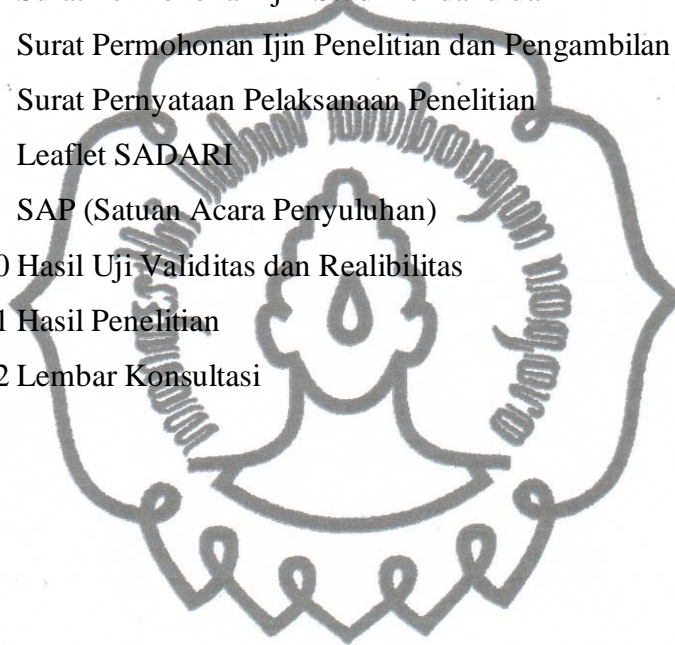 Surat Permohonan Ijin Penelitian dan Pengambilan
Surat Pernyataan Pelaksanaan Penelitian
Leaflet SADARI
SAP (Satuan Acara Penyuluhan)
0 Hasil Uji Validitas dan Realibilitas
1 Hasil Penelitian
2 Lembar Konsultasi